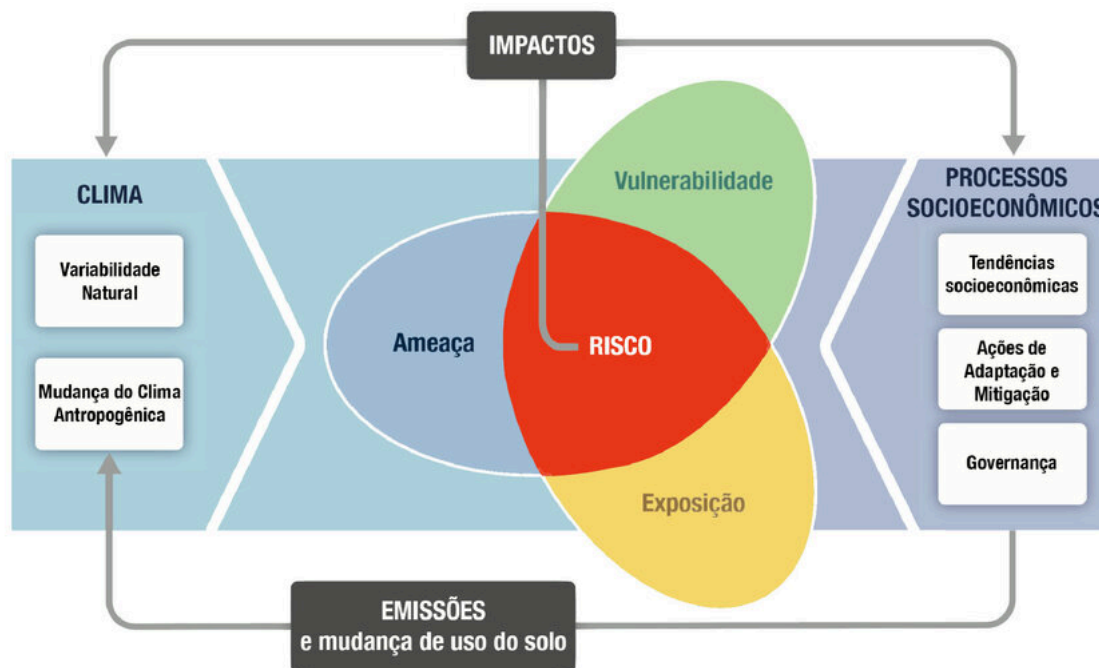 IMPACTOS
CLIMA
Variabilidade
Natural
Mudança do Clima
Antropogênica
Vulnerabilidade
Ameaça
RISCO
Exposição
PROCESSOS
SOCIOECONÔMICOS
Tendências
socioeconômicas
Ações de
Adaptação e
Mitigação
Governança
EMISSÕES
e mudança de uso do solo